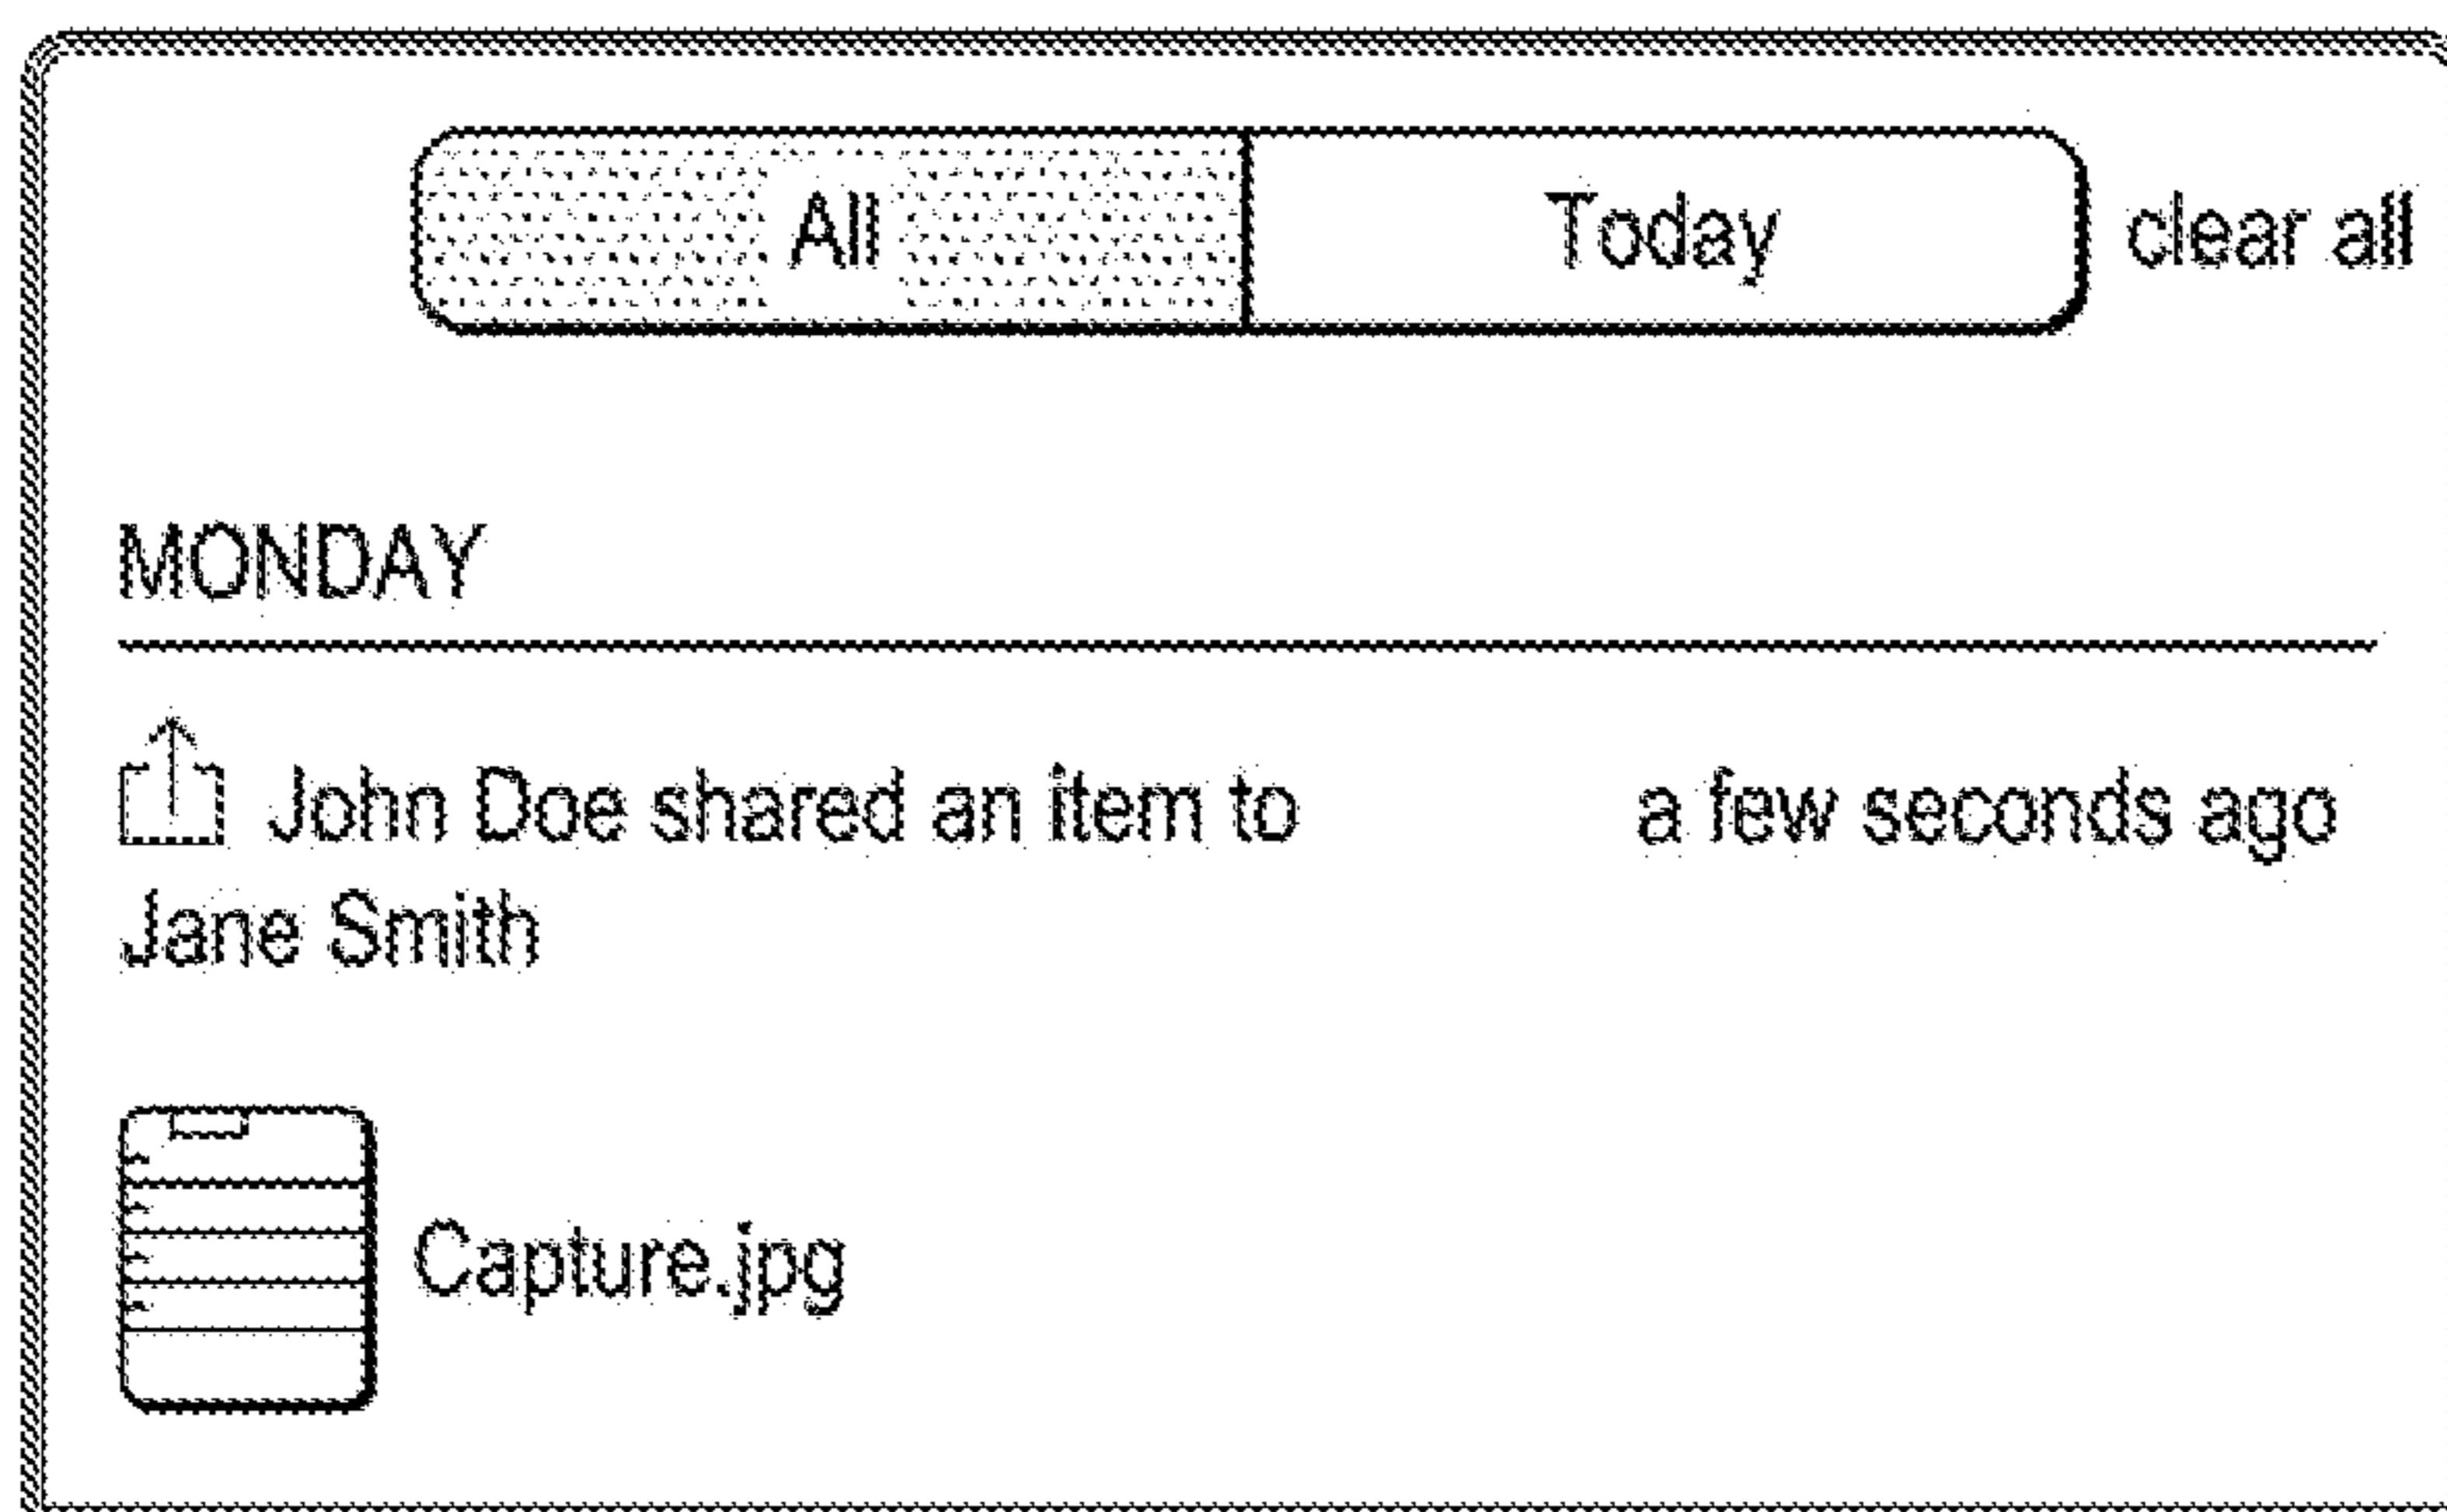 All Today clear all
MONDAY
John Doe shared an item to a few seconds ago
Jane Smith
Capture.jpg